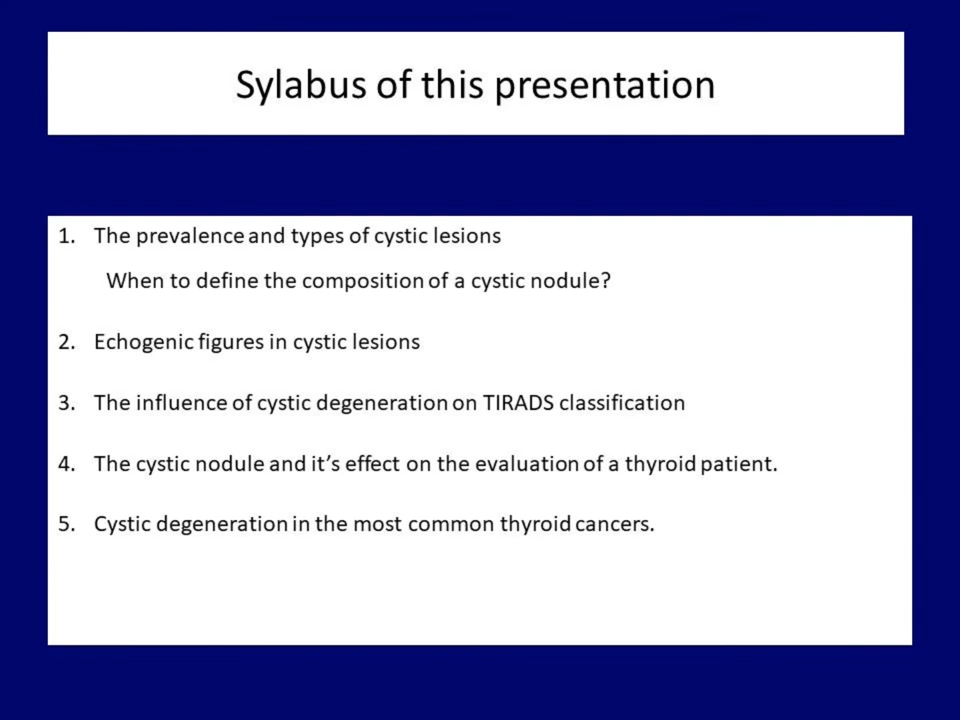 Sylabus of this presentation
1. The prevalence and types of cystic lesions
When to define the composition of a cystic nodule?
2. Echogenic figures in cystic lesions
3. The influence of cystic degeneration on TIRADS classification
4. The cystic nodule and it’s effect on the evaluation of a thyroid patient.
5. Cystic degeneration in the most common thyroid cancers.